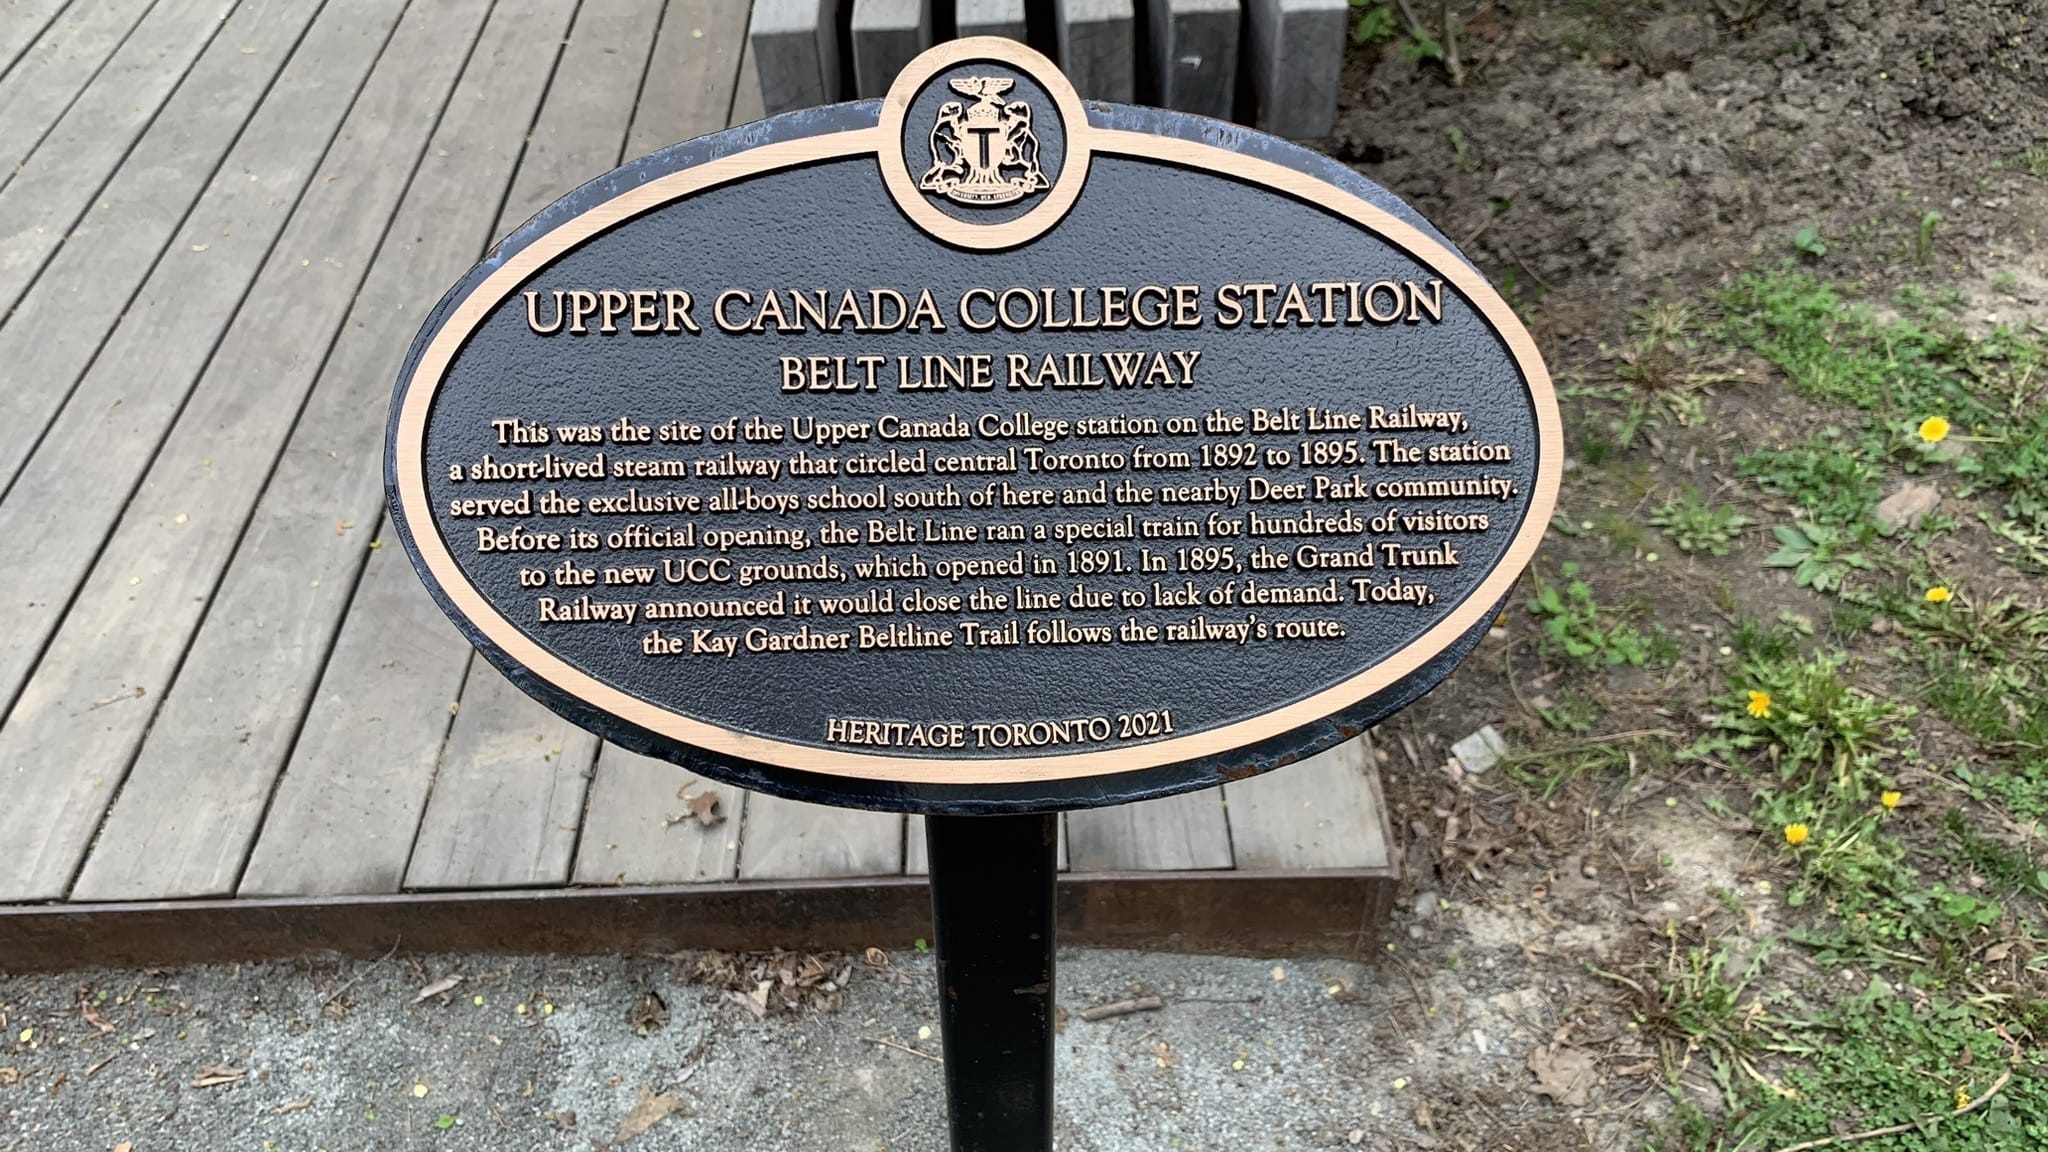 T
UPPER CANADA COLLEGE STATION
BELT LINE RAILWAY
This was the site of the Upper Canada College station on the Belt Line Railway,
a short-lived steam railway that circled central Toronto from 1892 to 1895. The station
served the exclusive all-boys school south of here and the nearby Deer Park community.
Before its official opening, the Belt Line ran a special train for hundreds of visitors
to the new UCC grounds, which opened in 1891. In 1895, the Grand Trunk
Railway announced it would close the line due to lack of demand. Today,
the Kay Gardner Beltline Trail follows the railway's route.
HERITAGE TORONTO 2021